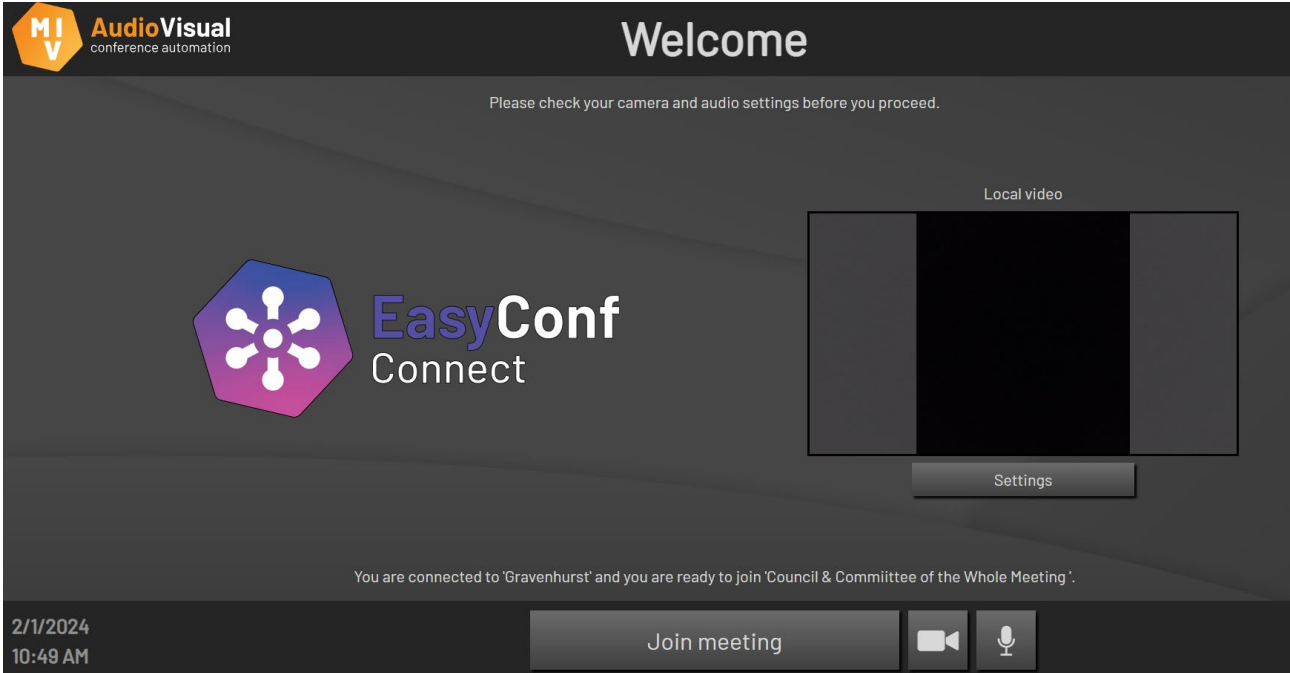 MIV
AudioVisual
conference automation
Welcome
Please check your camera and audio settings before you proceed.
Local video
EasyConf
Connect
Settings
You are connected to 'Gravenhurst' and you are ready to join 'Council & Commiittee of the Whole Meeting '.
2/1/2024
10:49 AM
Join meeting